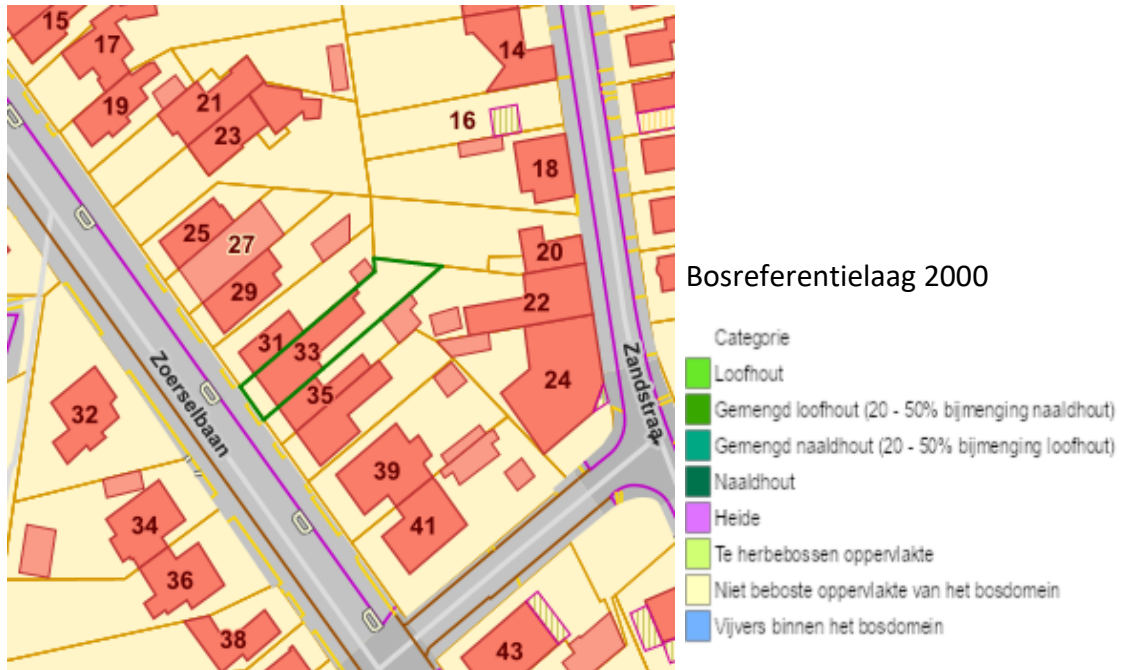 15
17
14
19
21
23
16
18
25
27
20
29
22
31
33
Zandstraa
35
24
Zoerselbaan
32
39
41
34
36
38
43
Bosreferentielaag 2000
Categorie
Loofhout
Gemengd loofhout (20 - 50% bijmenging naaldhout)
Gemengd naaldhout (20 - 50% bijmenging loofhout)
Naaldhout
Heide
Te herbebossen oppervlakte
Niet beboste oppervlakte van het bosdomein
Vijvers binnen het bosdomein